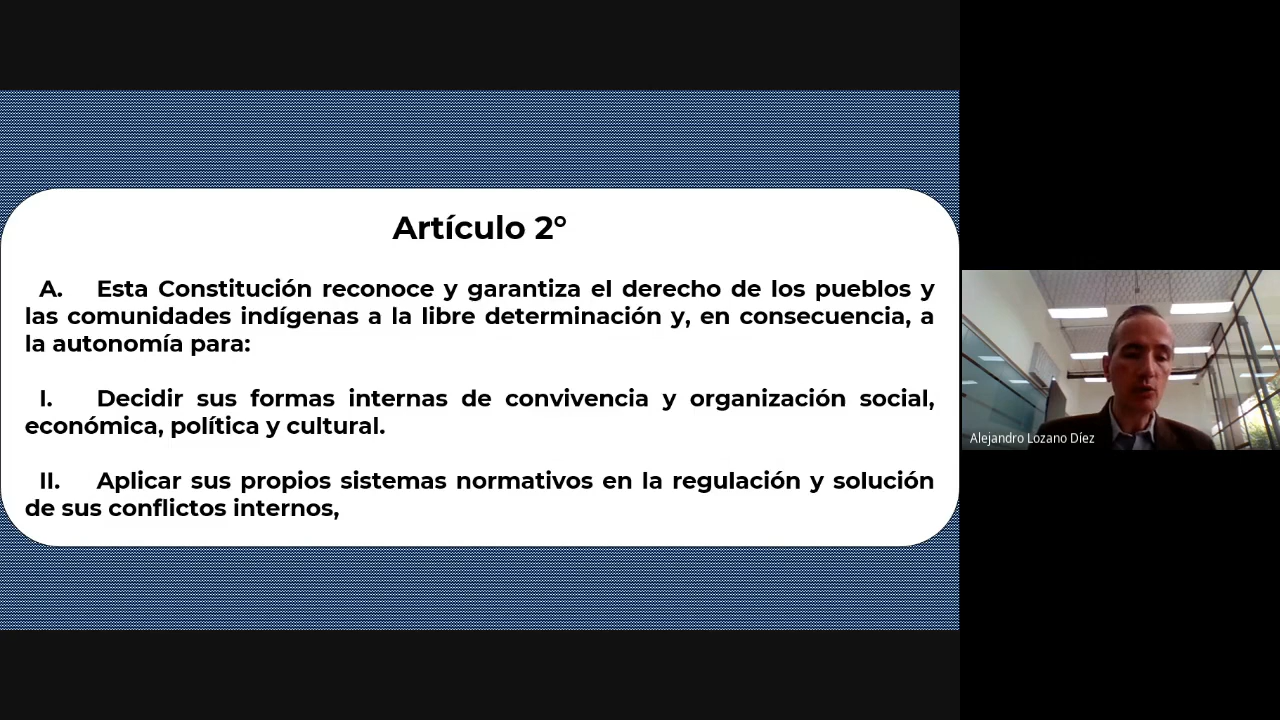 Artículo 2°
A. Esta Constitución reconoce y garantiza el derecho de los pueblos y
las comunidades indígenas a la libre determinación y, en consecuencia, a
la autonomía para:
I. Decidir sus formas internas de convivencia y organización social,
económica, política y cultural.
II. Aplicar sus propios sistemas normativos en la regulación y solución
de sus conflictos internos,
Alejandro Lozano Díez